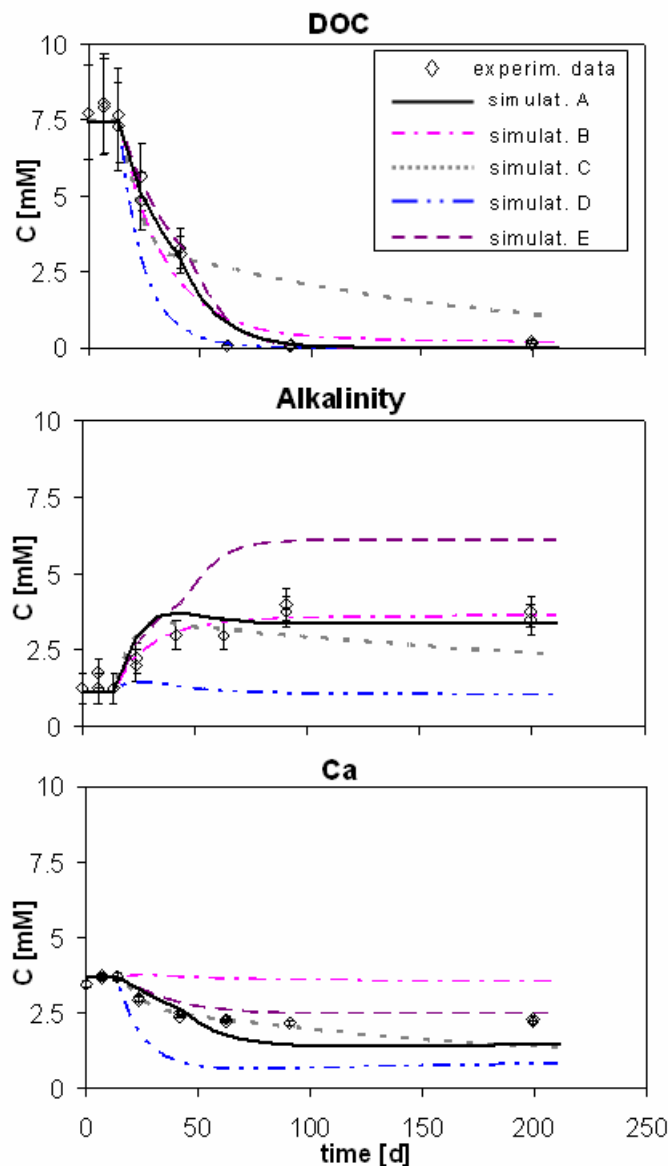 DOC
10
7.5
5
2.5
0
C [mM]
experim. data
simulat. A
simulat. B
simulat. C
simulat. D
simulat. E
Alkalinity
10
7.5
5
2.5
0
C [mM]
Ca
10
7.5
5
2.5
0
C [mM]
0 50 100 150 200 250
time [d]